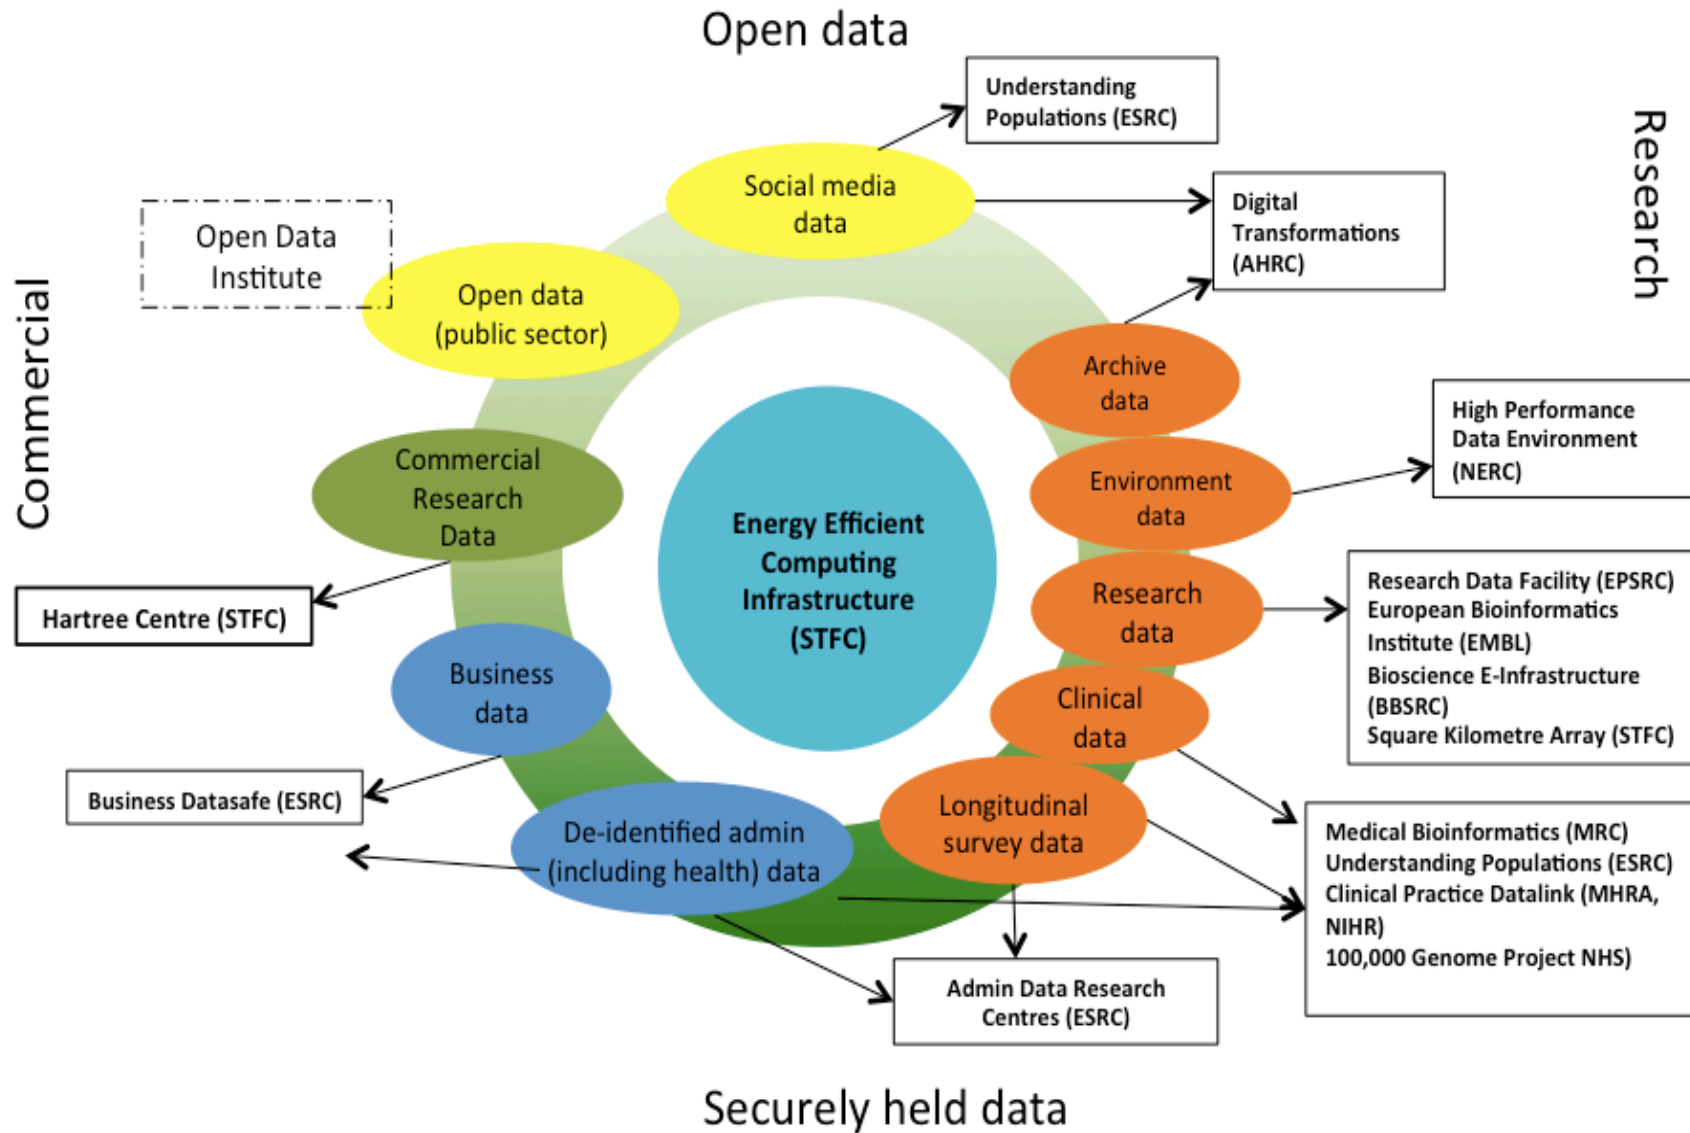 Open data
Understanding
Populations (ESRC)
Research
Social media
data
Digital
Transformations
(AHRC)
Open Data
Institute
Commercial
Open data
(public sector)
Archive
data
High Performance
Data Environment
(NERC)
Commercial
Research
Data
Environment
data
Energy Efficient
Computing
Infrastructure
(STFC)
Research
data
Research Data Facility (EPSRC)
European Bioinformatics
Institute (EMBL)
Bioscience E-Infrastructure
(BBSRC)
Square Kilometre Array (STFC)
Hartree Centre (STFC)
Business
data
Clinical
data
Business Datasafe (ESRC)
Longitudinal
survey data
De-identified admin
(including health) data
Medical Bioinformatics (MRC)
Understanding Populations (ESRC)
Clinical Practice Datalink (MHRA,
NIHR)
100,000 Genome Project NHS)
Admin Data Research
Centres (ESRC)
Securely held data